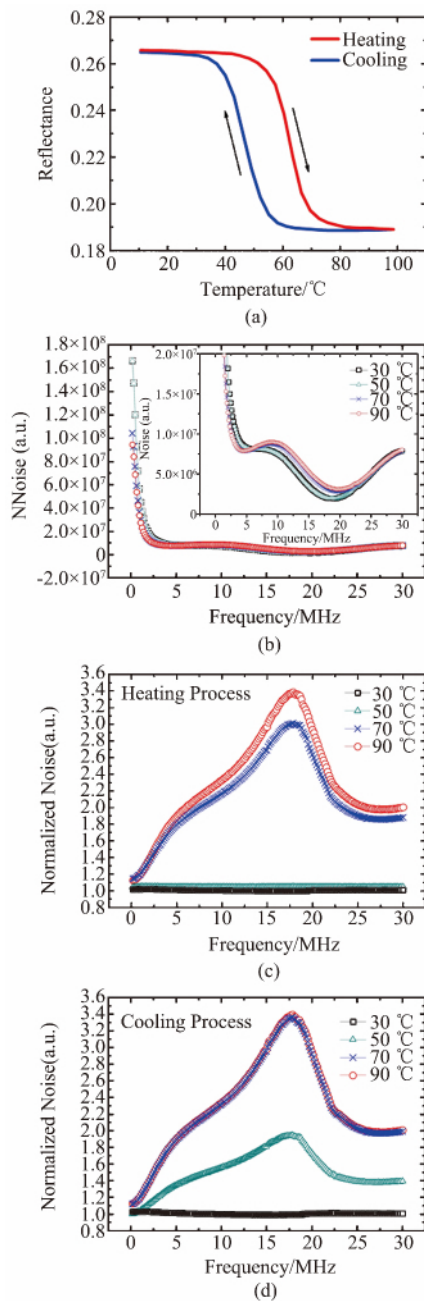 0.28
0.26
0.24
0.22
0.20
0.18
Reflectance
Heating
Cooling
0 20 40 60 80 100
Temperature/℃
(a)
1.8×10⁸
1.6×10⁸
1.4×10⁸
1.2×10⁸
1.0×10⁸
8.0×10⁷
6.0×10⁷
4.0×10⁷
2.0×10⁷
0
-2.0×10⁷
NNoise (a.u.)
2.0×10⁷
1.5×10⁷
1.0×10⁷
5.0×10⁶
0
Noise (a.u.)
30 ℃
50 ℃
70 ℃
90 ℃
0 5 10 15 20 25 30
Frequency/MHz
0 5 10 15 20 25 30
Frequency/MHz
(b)
3.6
3.4
3.2
3.0
2.8
2.6
2.4
2.2
2.0
1.8
1.6
1.4
1.2
1.0
0.8
Normalized Noise(a.u.)
Heating Process
30 ℃
50 ℃
70 ℃
90 ℃
0 5 10 15 20 25 30
Frequency/MHz
(c)
3.6
3.4
3.2
3.0
2.8
2.6
2.4
2.2
2.0
1.8
1.6
1.4
1.2
1.0
0.8
Normalized Noise(a.u.)
Cooling Process
30 ℃
50 ℃
70 ℃
90 ℃
0 5 10 15 20 25 30
Frequency/MHz
(d)